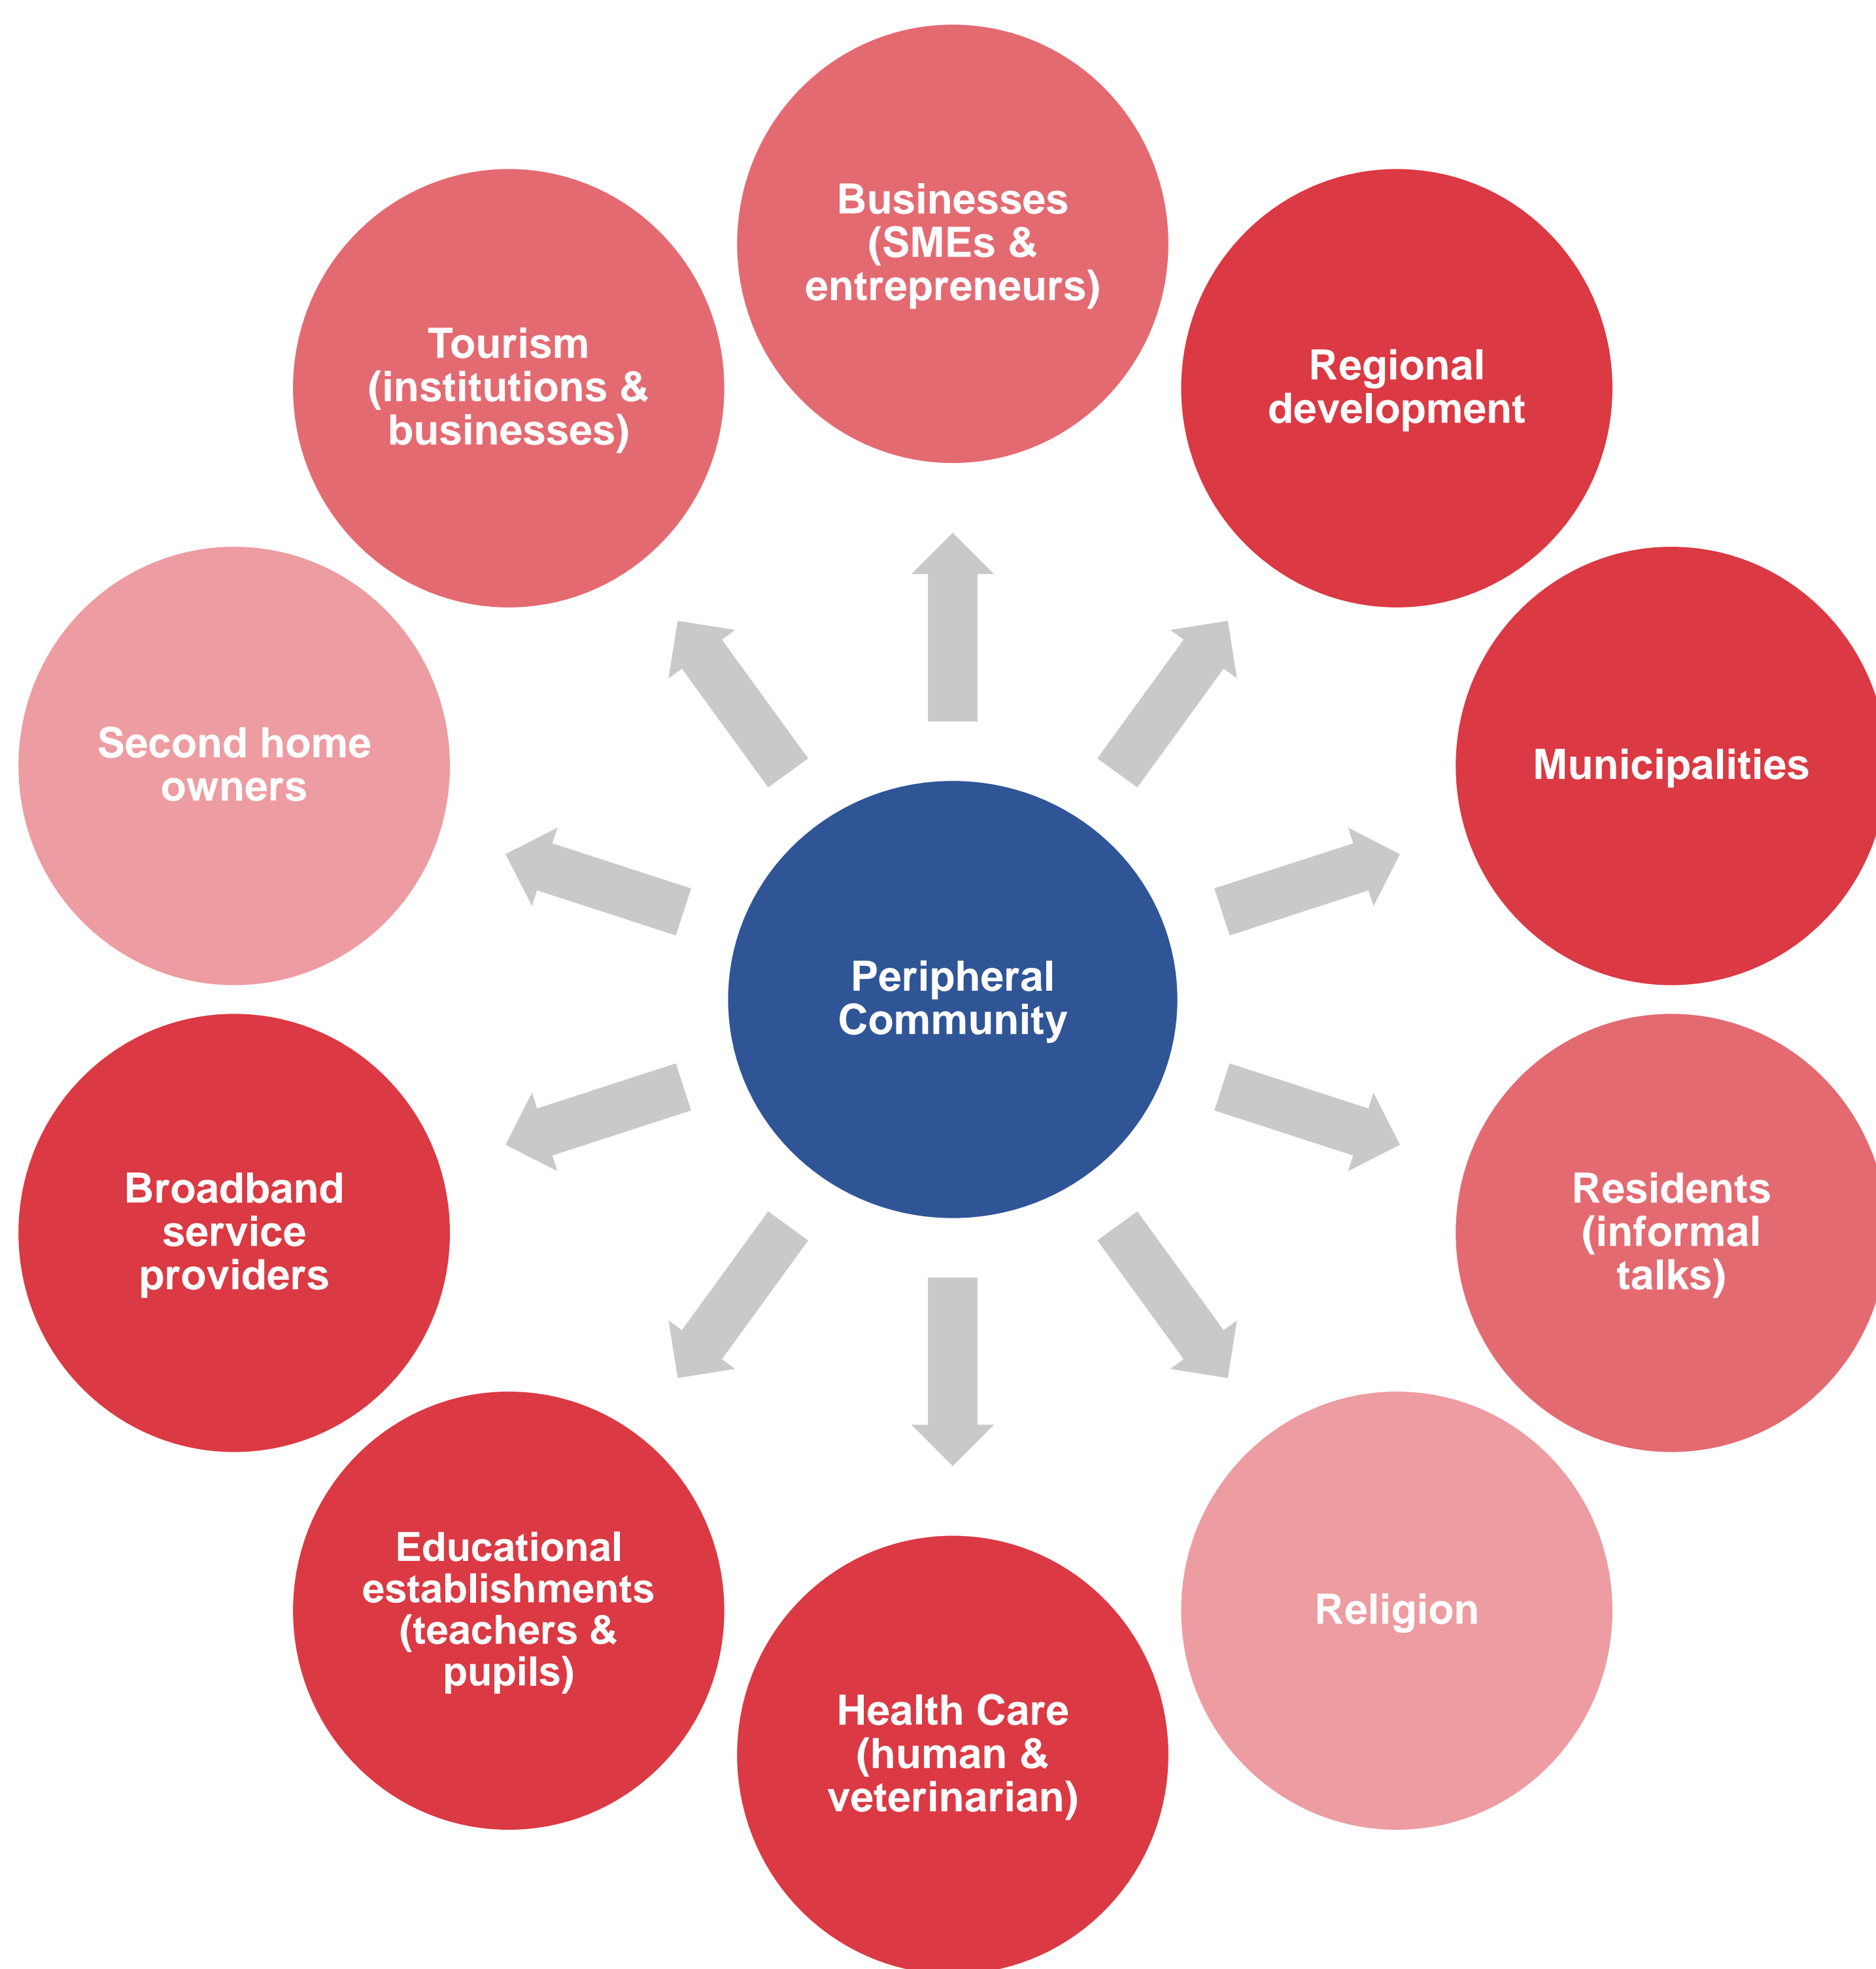 Businesses
(SMEs &
entrepreneurs)
Regional
development
Municipalities
Residents
(informal
talks)
Religion
Health Care
(human &
veterinarian)
Educational
establishments
(teachers &
pupils)
Broadband
service
providers
Second home
owners
Tourism
(institutions &
businesses)
Peripheral
Community